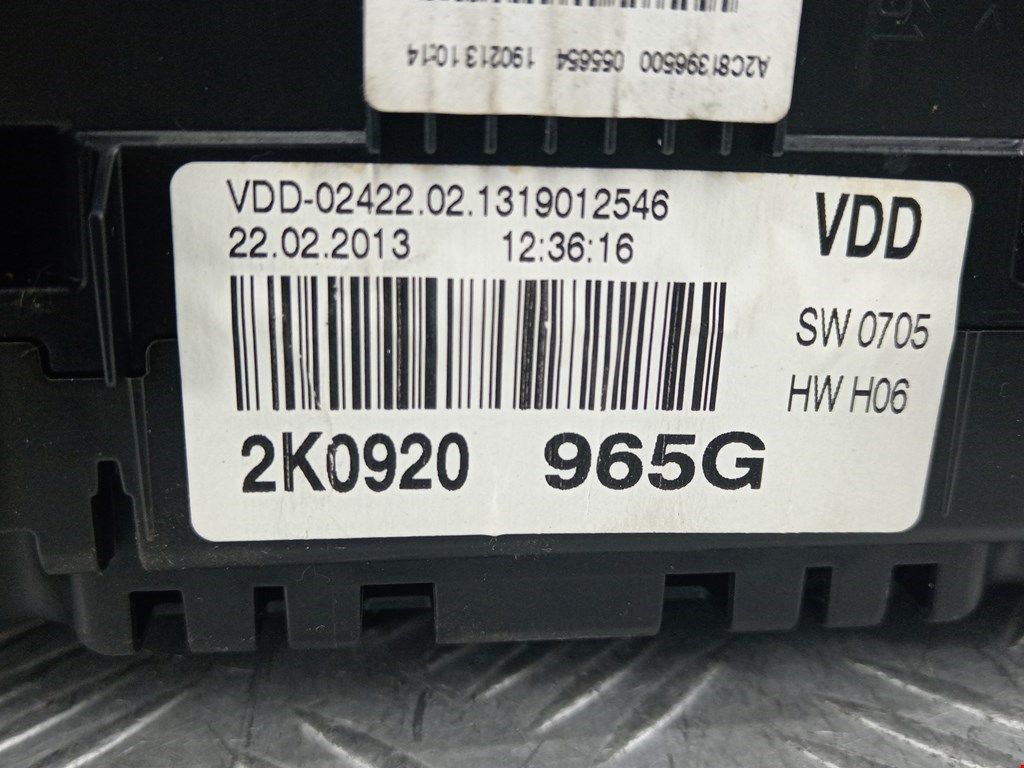 A2C81396500 055654 190213 10:14
VDD-02422.02.1319012546
22.02.2013 12:36:16
VDD
SW 0705
HW H06
2K0920 965G